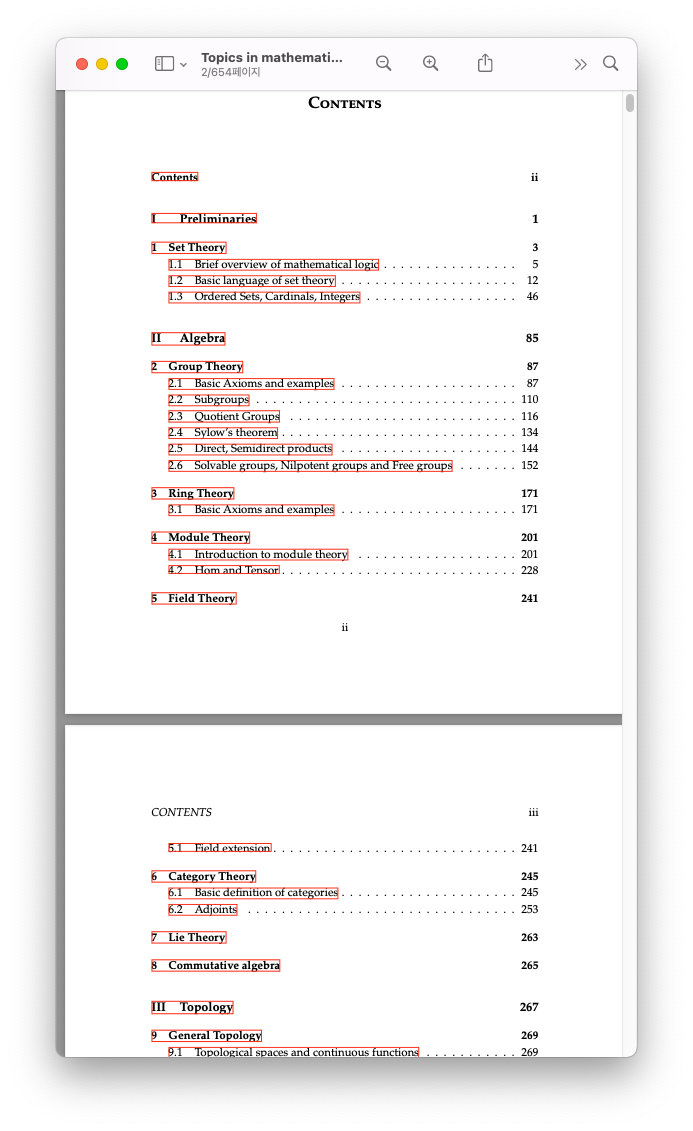 Topics in mathemati...
2/654페이지
CONTENTS
Contents ii
I Preliminaries 1
1 Set Theory 3
1.1 Brief overview of mathematical logic . . . . . . . . . . . . . . . . 5
1.2 Basic language of set theory . . . . . . . . . . . . . . . . . . . . . 12
1.3 Ordered Sets, Cardinals, Integers . . . . . . . . . . . . . . . . . . 46
II Algebra 85
2 Group Theory 87
2.1 Basic Axioms and examples . . . . . . . . . . . . . . . . . . . . . 87
2.2 Subgroups . . . . . . . . . . . . . . . . . . . . . . . . . . . . . . . 110
2.3 Quotient Groups . . . . . . . . . . . . . . . . . . . . . . . . . . . 116
2.4 Sylow's theorem . . . . . . . . . . . . . . . . . . . . . . . . . . . . 134
2.5 Direct, Semidirect products . . . . . . . . . . . . . . . . . . . . . 144
2.6 Solvable groups, Nilpotent groups and Free groups . . . . . . . 152
3 Ring Theory 171
3.1 Basic Axioms and examples . . . . . . . . . . . . . . . . . . . . . 171
4 Module Theory 201
4.1 Introduction to module theory . . . . . . . . . . . . . . . . . . . 201
4.2 Hom and Tensor . . . . . . . . . . . . . . . . . . . . . . . . . . . . 228
5 Field Theory 241
ii
CONTENTS iii
5.1 Field extension . . . . . . . . . . . . . . . . . . . . . . . . . . . . . 241
6 Category Theory 245
6.1 Basic definition of categories . . . . . . . . . . . . . . . . . . . . . 245
6.2 Adjoints . . . . . . . . . . . . . . . . . . . . . . . . . . . . . . . . 253
7 Lie Theory 263
8 Commutative algebra 265
III Topology 267
9 General Topology 269
9.1 Topological spaces and continuous functions . . . . . . . . . . . 269